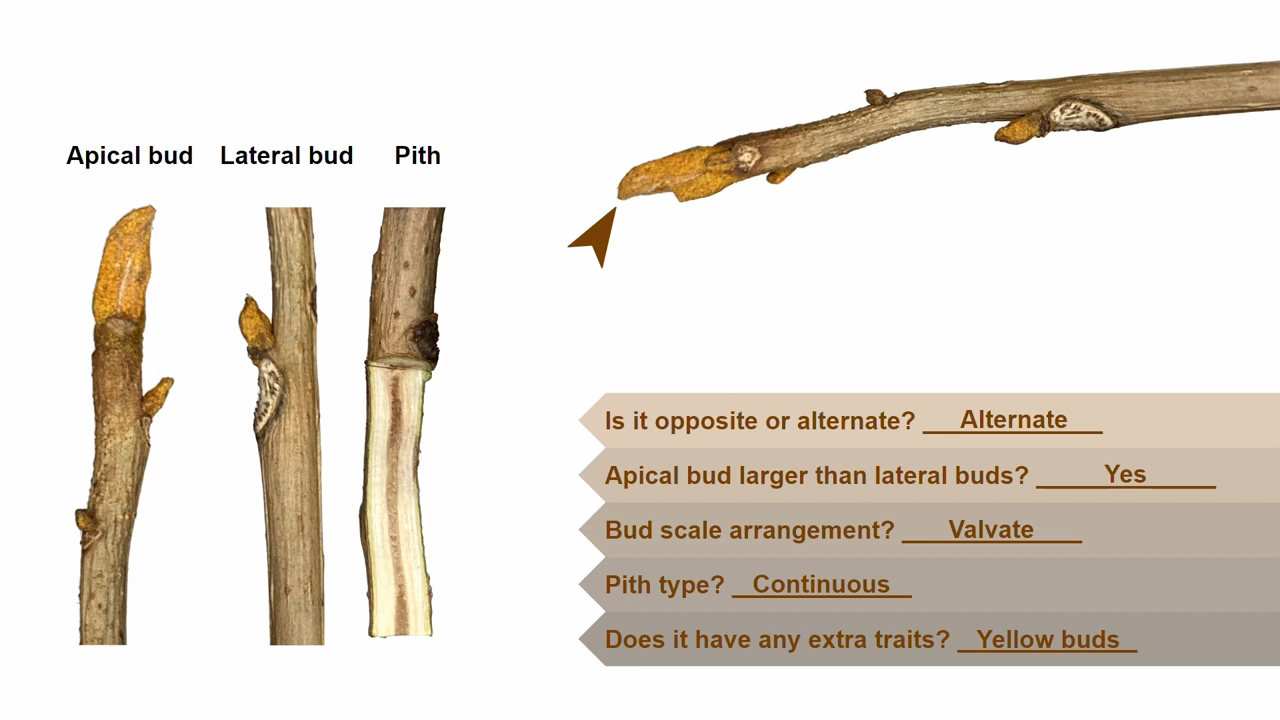 Apical bud Lateral bud Pith
Is it opposite or alternate? Alternate
Apical bud larger than lateral buds? Yes
Bud scale arrangement? Valvate
Pith type? Continuous
Does it have any extra traits? Yellow buds